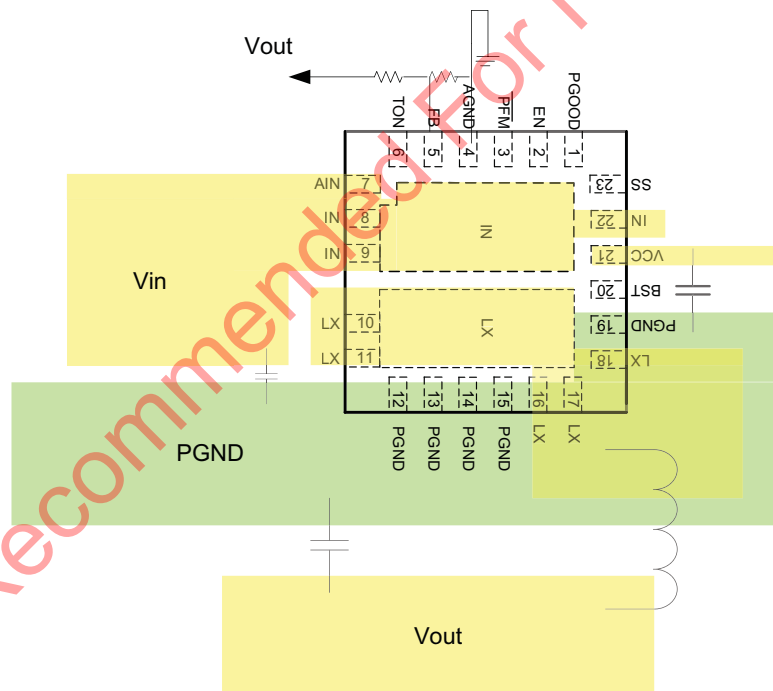 Vout
TON
FB
AGND
PFM
EN
PGOOD
6
5
4
3
2
1
AIN 7
IN 8
IN 9
LX 10
LX 11
IN
LX
23 SS
22 IN
21 VCC
20 BST
19 PGND
18 LX
12
13
14
15
16
17
PGND
PGND
PGND
PGND
LX
LX
Vin
PGND
Vout
Recommended For